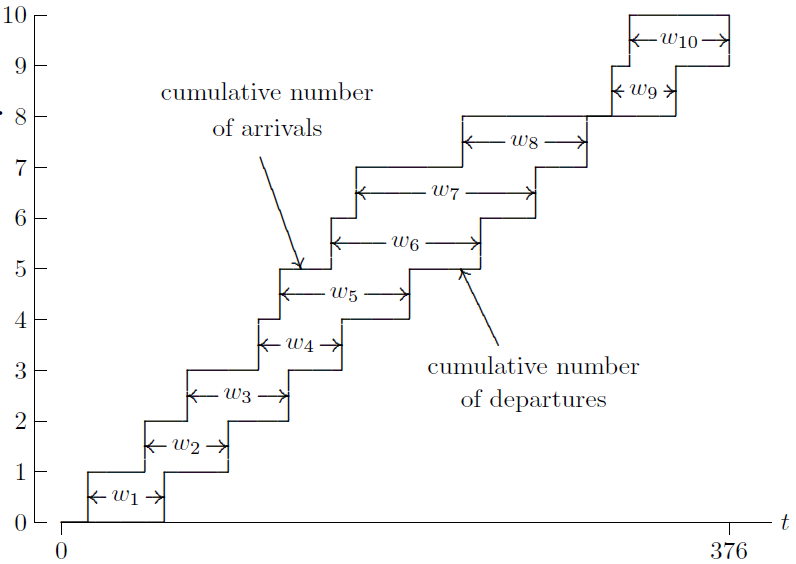 10
9
8
7
6
5
4
3
2
1
0
cumulative number
of arrivals
w₁₀
w₉
w₈
w₇
w₆
w₅
w₄
w₃
w₂
w₁
cumulative number
of departures
0
376
t